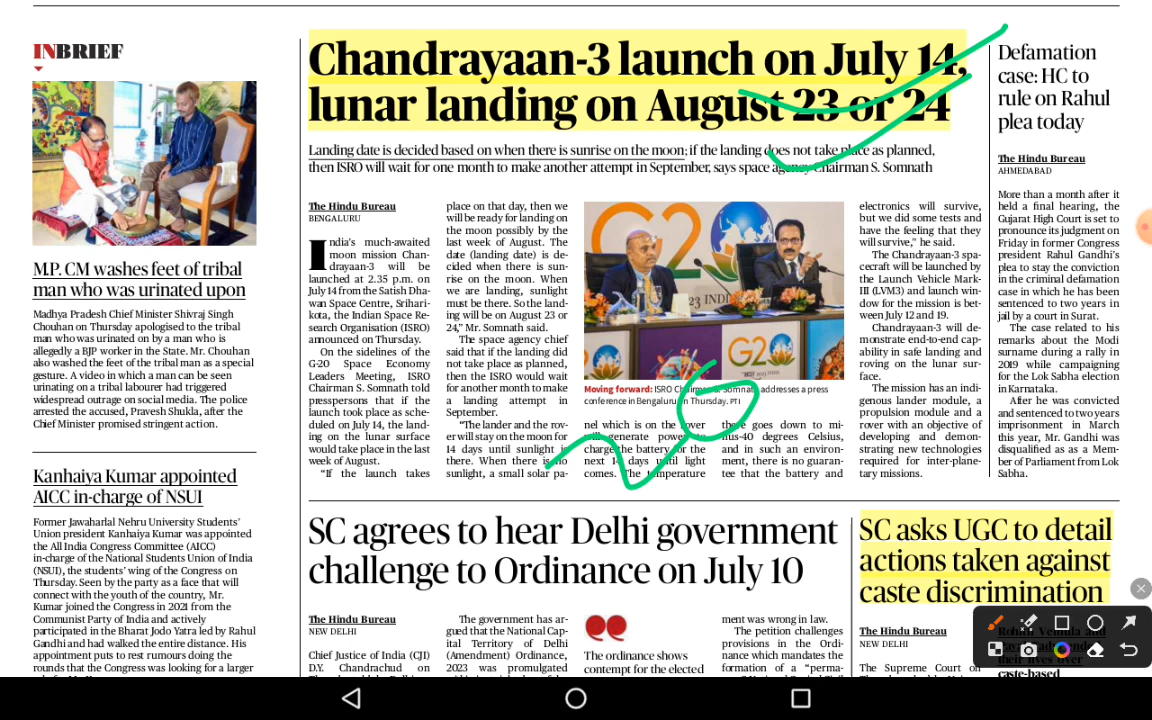 INBRIEF
M.P. CM washes feet of tribal
man who was urinated upon
Madhya Pradesh Chief Minister Shivraj Singh
Chouhan on Thursday apologised to the tribal
man who was urinated on by a man who is
allegedly a BJP worker in the State. Mr. Chouhan
also washed the feet of the tribal man as a special
gesture. A video in which a man can be seen
urinating on a tribal labourer had triggered
widespread outrage on social media. The police
arrested the accused, Pravesh Shukla, after the
Chief Minister promised stringent action.
Kanhaiya Kumar appointed
AICC in-charge of NSUI
Former Jawaharlal Nehru University Students'
Union president Kanhaiya Kumar was appointed
the All India Congress Committee (AICC)
in-charge of the National Students Union of India
(NSUI), the students' wing of the Congress on
Thursday. Seen by the party as a face that will
connect with the youth of the country, Mr.
Kumar joined the Congress in 2021 from the
Communist Party of India and actively
participated in the Bharat Jodo Yatra led by Rahul
Gandhi and had walked the entire distance. His
appointment puts to rest rumours doing the
rounds that the Congress was looking for a larger
Chandrayaan-3 launch on July 14,
lunar landing on August 23 or 24
Landing date is decided based on when there is sunrise on the moon; if the landing does not take place as planned,
then ISRO will wait for one month to make another attempt in September, says space agency Chairman S. Somnath
The Hindu Bureau
BENGALURU
India's much-awaited
moon mission Chan-
drayaan-3 will be
launched at 2.35 p.m. on
July 14 from the Satish Dha-
wan Space Centre, Srihari-
kota, the Indian Space Re-
search Organisation (ISRO)
announced on Thursday.
On the sidelines of the
G-20 Space Economy
Leaders Meeting, ISRO
Chairman S. Somnath told
presspersons that if the
launch took place as sche-
duled on July 14, the land-
ing on the lunar surface
would take place in the last
week of August.
"If the launch takes
place on that day, then we
will be ready for landing on
the moon possibly by the
last week of August. The
date (landing date) is de-
cided when there is sun-
rise on the moon. When
we are landing, sunlight
must be there. So the land-
ing will be on August 23 or
24," Mr. Somnath said.
The space agency chief
said that if the landing did
not take place as planned,
then the ISRO would wait
for another month to make
a landing attempt in
September.
"The lander and the rov-
er will stay on the moon for
14 days until sunlight is
there. When there is no
sunlight, a small solar pa-
G20
23 INDI
G20
Moving forward: ISRO Chairman S. Somnath addresses a press
conference in Bengaluru on Thursday. PTI
nel which is on the rover
will generate power to
charge the battery for the
next 14 days until light
comes. The temperature
there goes down to mi-
nus-40 degrees Celsius,
and in such an environ-
ment, there is no guaran-
tee that the battery and
electronics will survive,
but we did some tests and
have the feeling that they
will survive," he said.
The Chandrayaan-3 spa-
cecraft will be launched by
the Launch Vehicle Mark-
III (LVM3) and launch win-
dow for the mission is bet-
ween July 12 and 19.
Chandrayaan-3 will de-
monstrate end-to-end cap-
ability in safe landing and
roving on the lunar sur-
face.
The mission has an indi-
genous lander module, a
propulsion module and a
rover with an objective of
developing and demon-
strating new technologies
required for inter-plane-
tary missions.
Defamation
case: HC to
rule on Rahul
plea today
The Hindu Bureau
AHMEDABAD
More than a month after it
held a final hearing, the
Gujarat High Court is set to
pronounce its judgment on
Friday in former Congress
president Rahul Gandhi's
plea to stay the conviction
in the criminal defamation
case in which he has been
sentenced to two years in
jail by a court in Surat.
The case related to his
remarks about the Modi
surname during a rally in
2019 while campaigning
for the Lok Sabha election
in Karnataka.
After he was convicted
and sentenced to two years
imprisonment in March
this year, Mr. Gandhi was
disqualified as as a Mem-
ber of Parliament from Lok
Sabha.
SC agrees to hear Delhi government
challenge to Ordinance on July 10
The Hindu Bureau
NEW DELHI
Chief Justice of India (CJI)
D.Y. Chandrachud on
The government has ar-
gued that the National Cap-
ital Territory of Delhi
(Amendment) Ordinance,
2023 was promulgated
The ordinance shows
contempt for the elected
ment was wrong in law.
The petition challenges
provisions in the Ordi-
nance which mandates the
formation of a "perma-
SC asks UGC to detail
actions taken against
caste discrimination
The Hindu Bureau
NEW DELHI
The Supreme Court on
caste-based